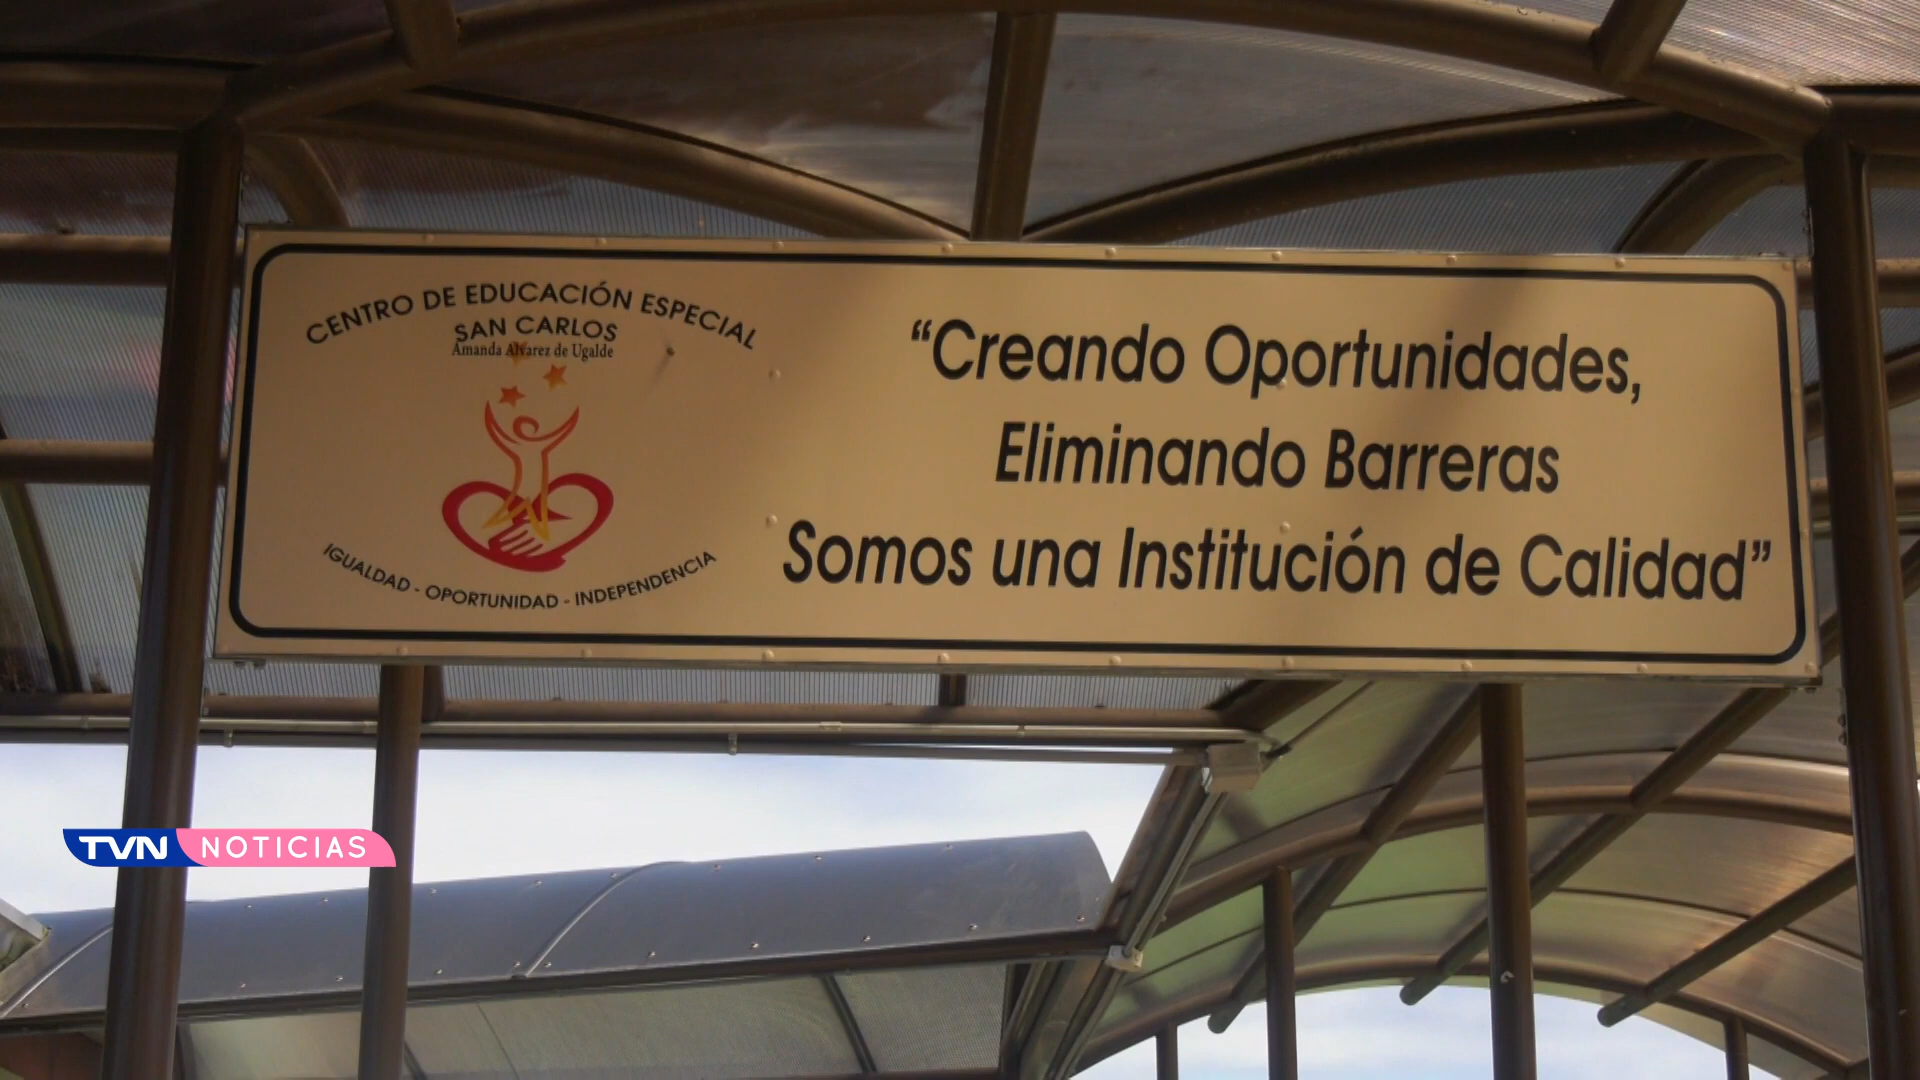 CENTRO DE EDUCACIÓN ESPECIAL
SAN CARLOS
Amanda Alvarez de Ugalde
IGUALDAD - OPORTUNIDAD - INDEPENDENCIA
“Creando Oportunidades,
Eliminando Barreras
Somos una Institución de Calidad”
TVN NOTICIAS